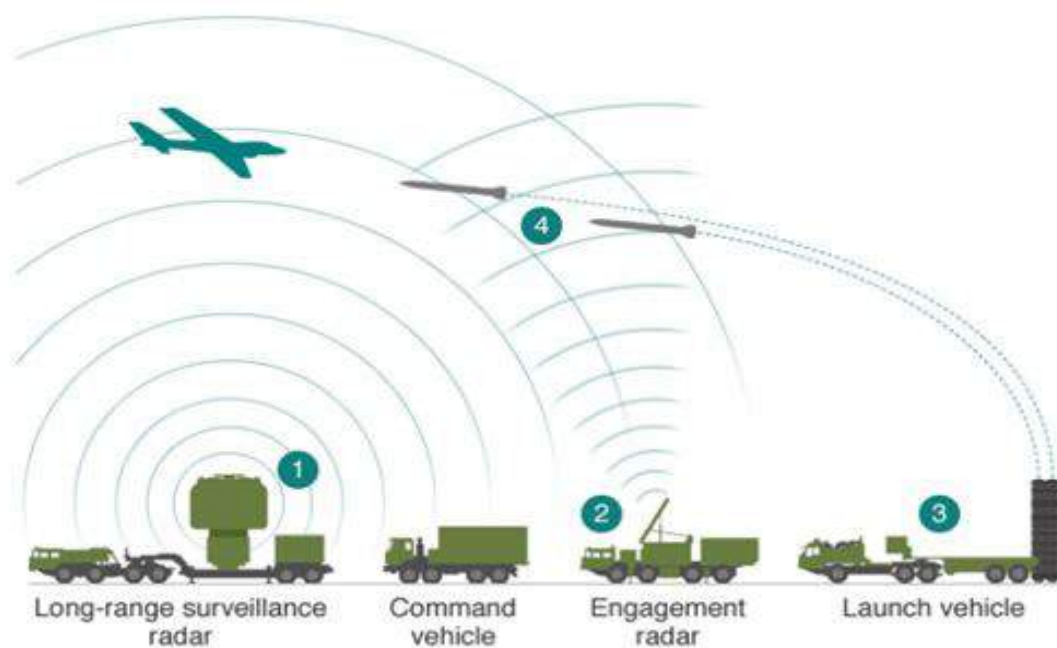 4
1
2
3
Long-range surveillance
radar
Command
vehicle
Engagement
radar
Launch vehicle